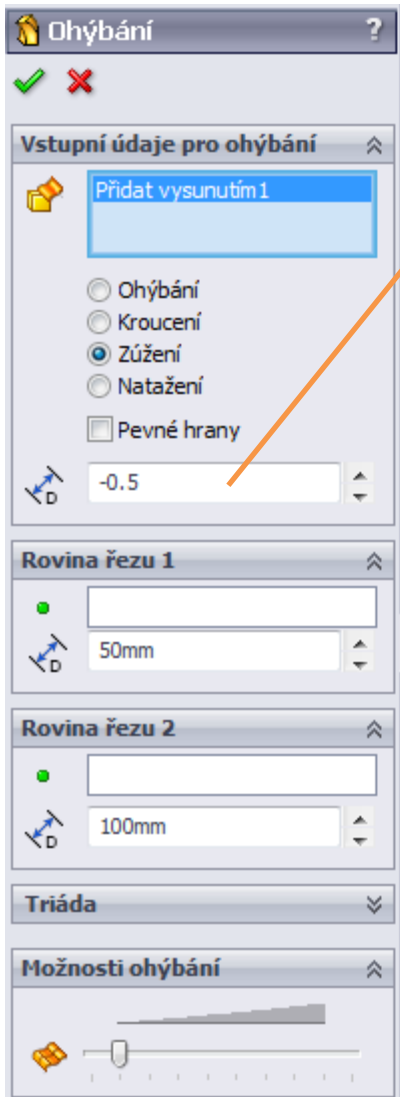 Ohýbání ?
Vstupní údaje pro ohýbání
Přidat vysunutím1
Ohýbání
Kroucení
Zúžení
Natažení
Pevné hrany
D -0.5
Rovina řezu 1
D 50mm
Rovina řezu 2
D 100mm
Triáda
Možnosti ohýbání